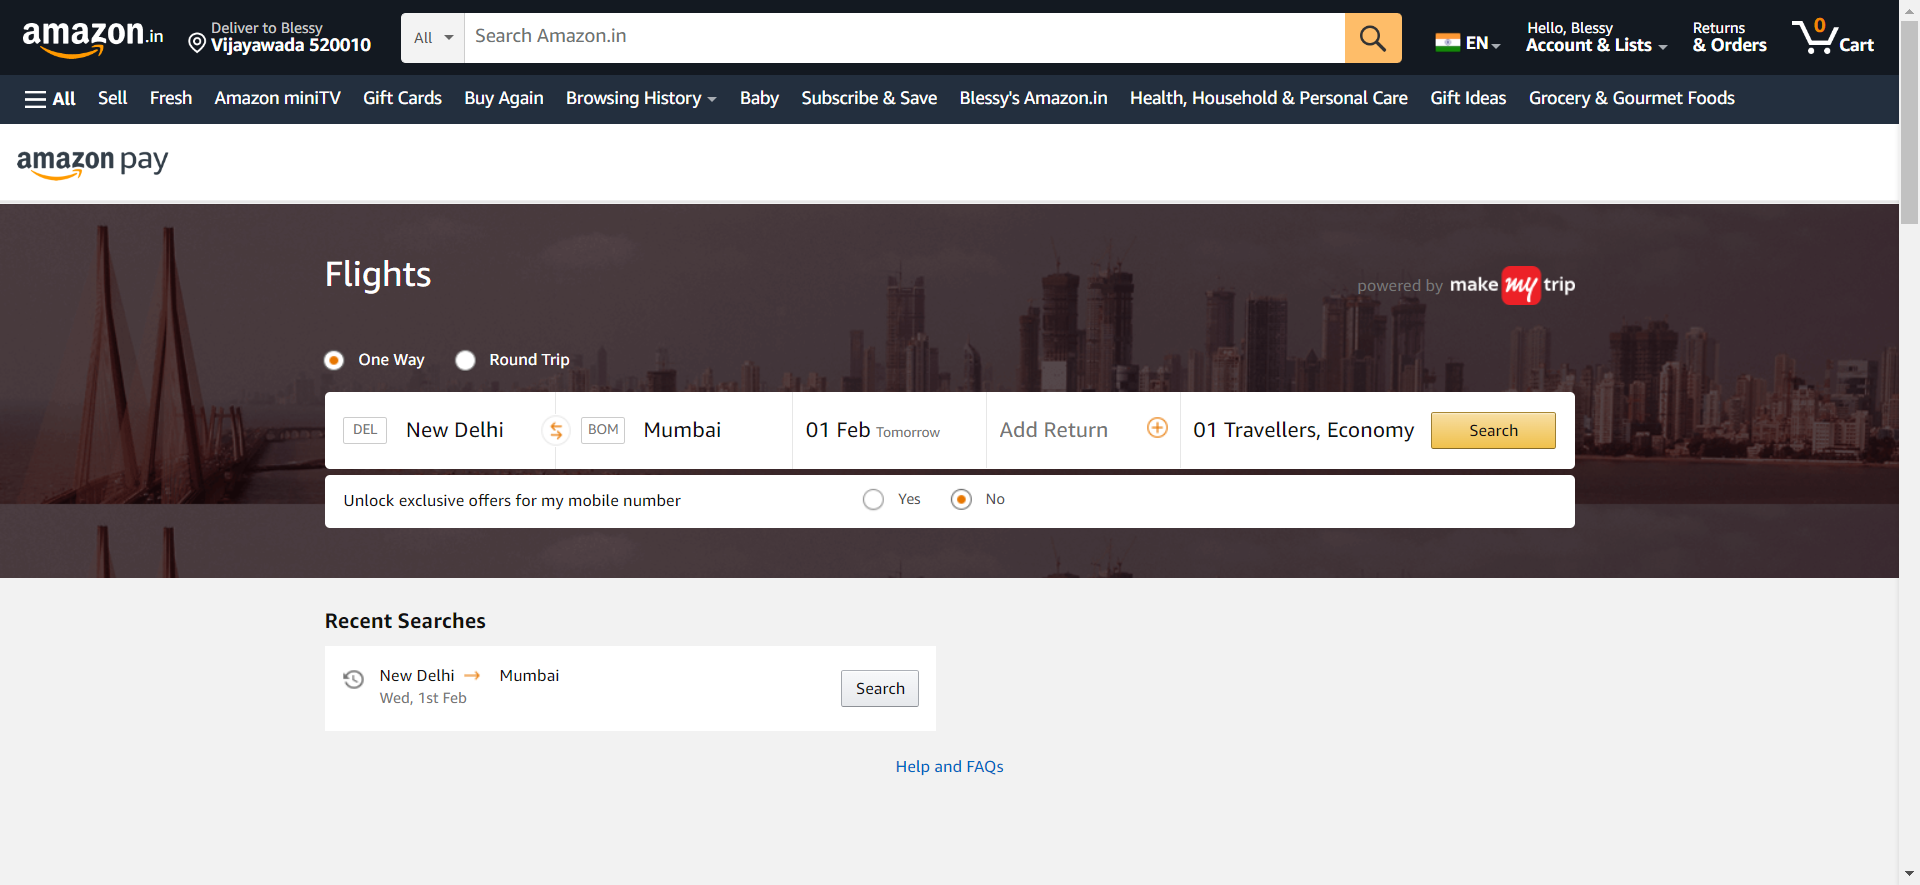 amazon.in
Deliver to Blessy
Vijayawada 520010
All
Search Amazon.in
EN
Hello, Blessy
Account & Lists
Returns
& Orders
0
Cart
All Sell Fresh Amazon miniTV Gift Cards Buy Again Browsing History Baby Subscribe & Save Blessy's Amazon.in Health, Household & Personal Care Gift Ideas Grocery & Gourmet Foods
amazon pay
Flights
powered by make my trip
One Way Round Trip
DEL New Delhi BOM Mumbai 01 Feb Tomorrow Add Return 01 Travellers, Economy Search
Unlock exclusive offers for my mobile number Yes No
Recent Searches
New Delhi → Mumbai
Wed, 1st Feb
Search
Help and FAQs